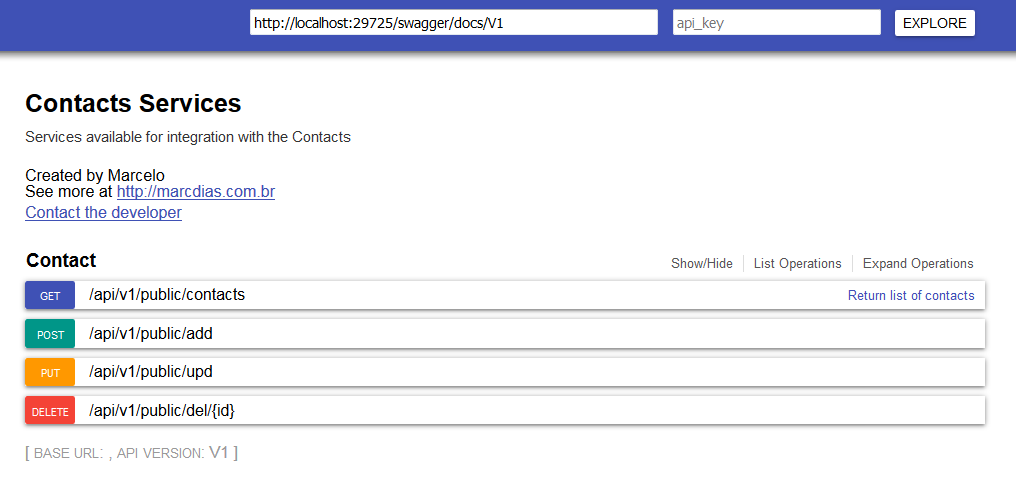 http://localhost:29725/swagger/docs/V1 api_key EXPLORE
Contacts Services
Services available for integration with the Contacts
Created by Marcelo
See more at http://marcdias.com.br
Contact the developer
Contact Show/Hide List Operations Expand Operations
GET /api/v1/public/contacts Return list of contacts
POST /api/v1/public/add
PUT /api/v1/public/upd
DELETE /api/v1/public/del/{id}
[ BASE URL: , API VERSION: V1 ]